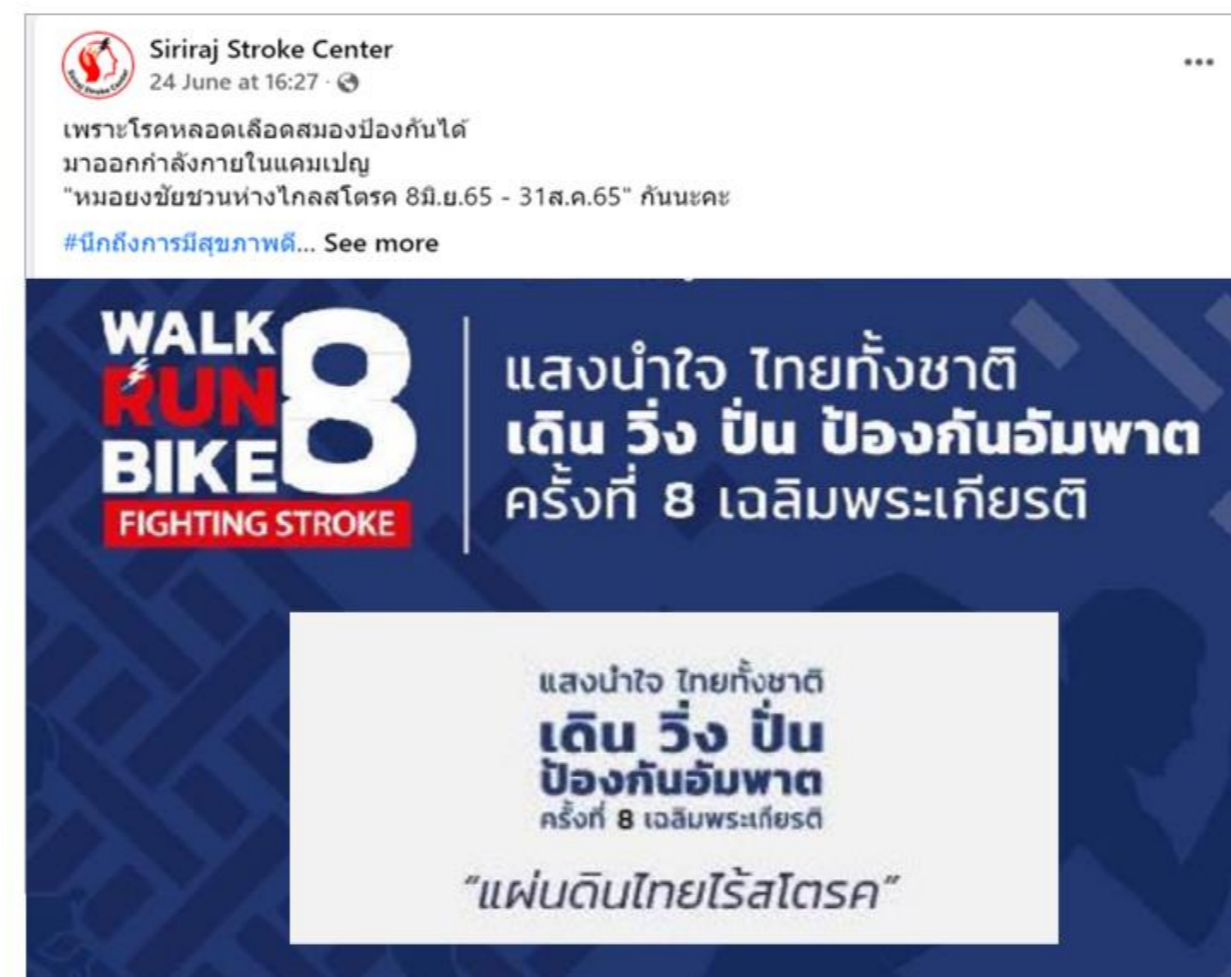 Siriraj Stroke Center
24 June at 16:27
เพราะโรคหลอดเลือดสมองป้องกันได้
มาออกกำลังกายในแคมเปญ
"หมอยงชัยชวนห่างไกลสโตรค 8มิ.ย.65 - 31ส.ค.65" กันนะคะ
#นึกถึงการมีสุขภาพดี... See more
WALK
RUN
BIKE
8
FIGHTING STROKE
แสงนำใจ ไทยทั้งชาติ
เดิน วิ่ง ปั่น ป้องกันอัมพาต
ครั้งที่ 8 เฉลิมพระเกียรติ
แสงนำใจ ไทยทั้งชาติ
เดิน วิ่ง ปั่น
ป้องกันอัมพาต
ครั้งที่ 8 เฉลิมพระเกียรติ
"แผ่นดินไทยไร้สโตรค"